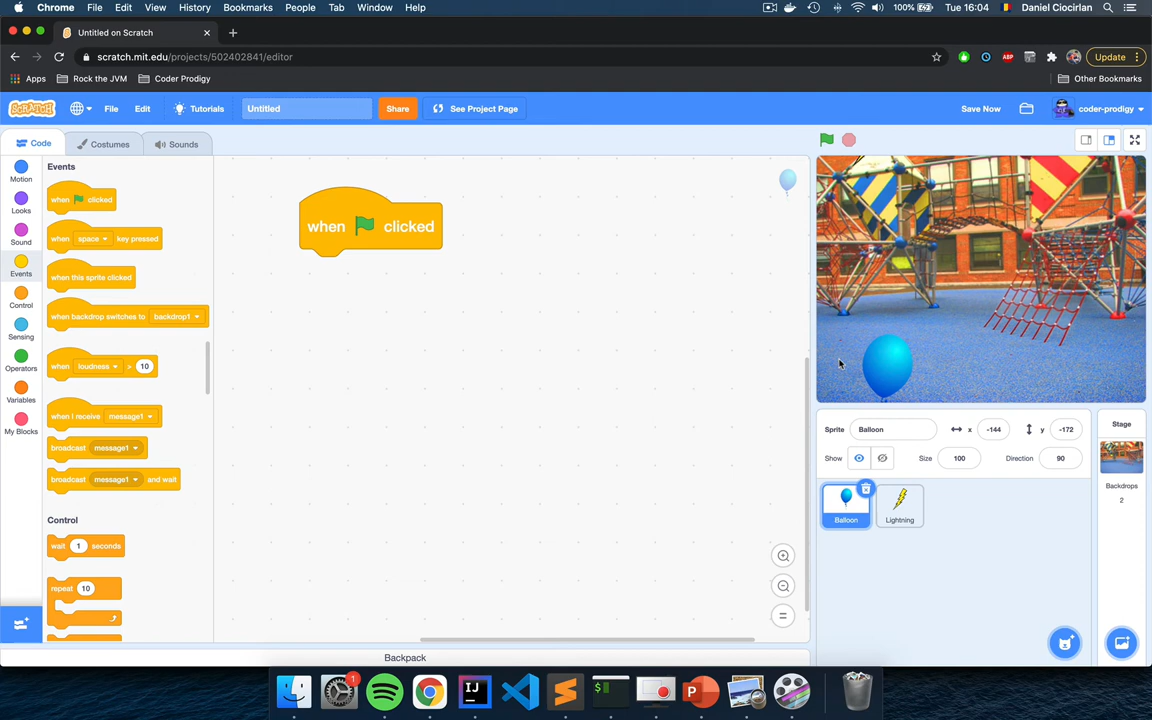 Chrome File Edit View History Bookmarks People Tab Window Help 100% Tue 16:04 Daniel Ciocirlan
Untitled on Scratch
scratch.mit.edu/projects/502402841/editor ABP Update
Apps Rock the JVM Coder Prodigy Other Bookmarks
SCRATCH File Edit Tutorials Untitled Share See Project Page Save Now coder-prodigy
Code Costumes Sounds
Motion
Looks
Sound
Events
Control
Sensing
Operators
Variables
My Blocks
Events
when clicked
when space key pressed
when this sprite clicked
when backdrop switches to backdrop1
when loudness > 10
when I receive message1
broadcast message1
broadcast message1 and wait
Control
wait 1 seconds
repeat 10
when clicked
Sprite Balloon x -144 y -172
Show Size 100 Direction 90
Balloon
Lightning
Stage
Backdrops
2
Backpack
1
IJ
$
P